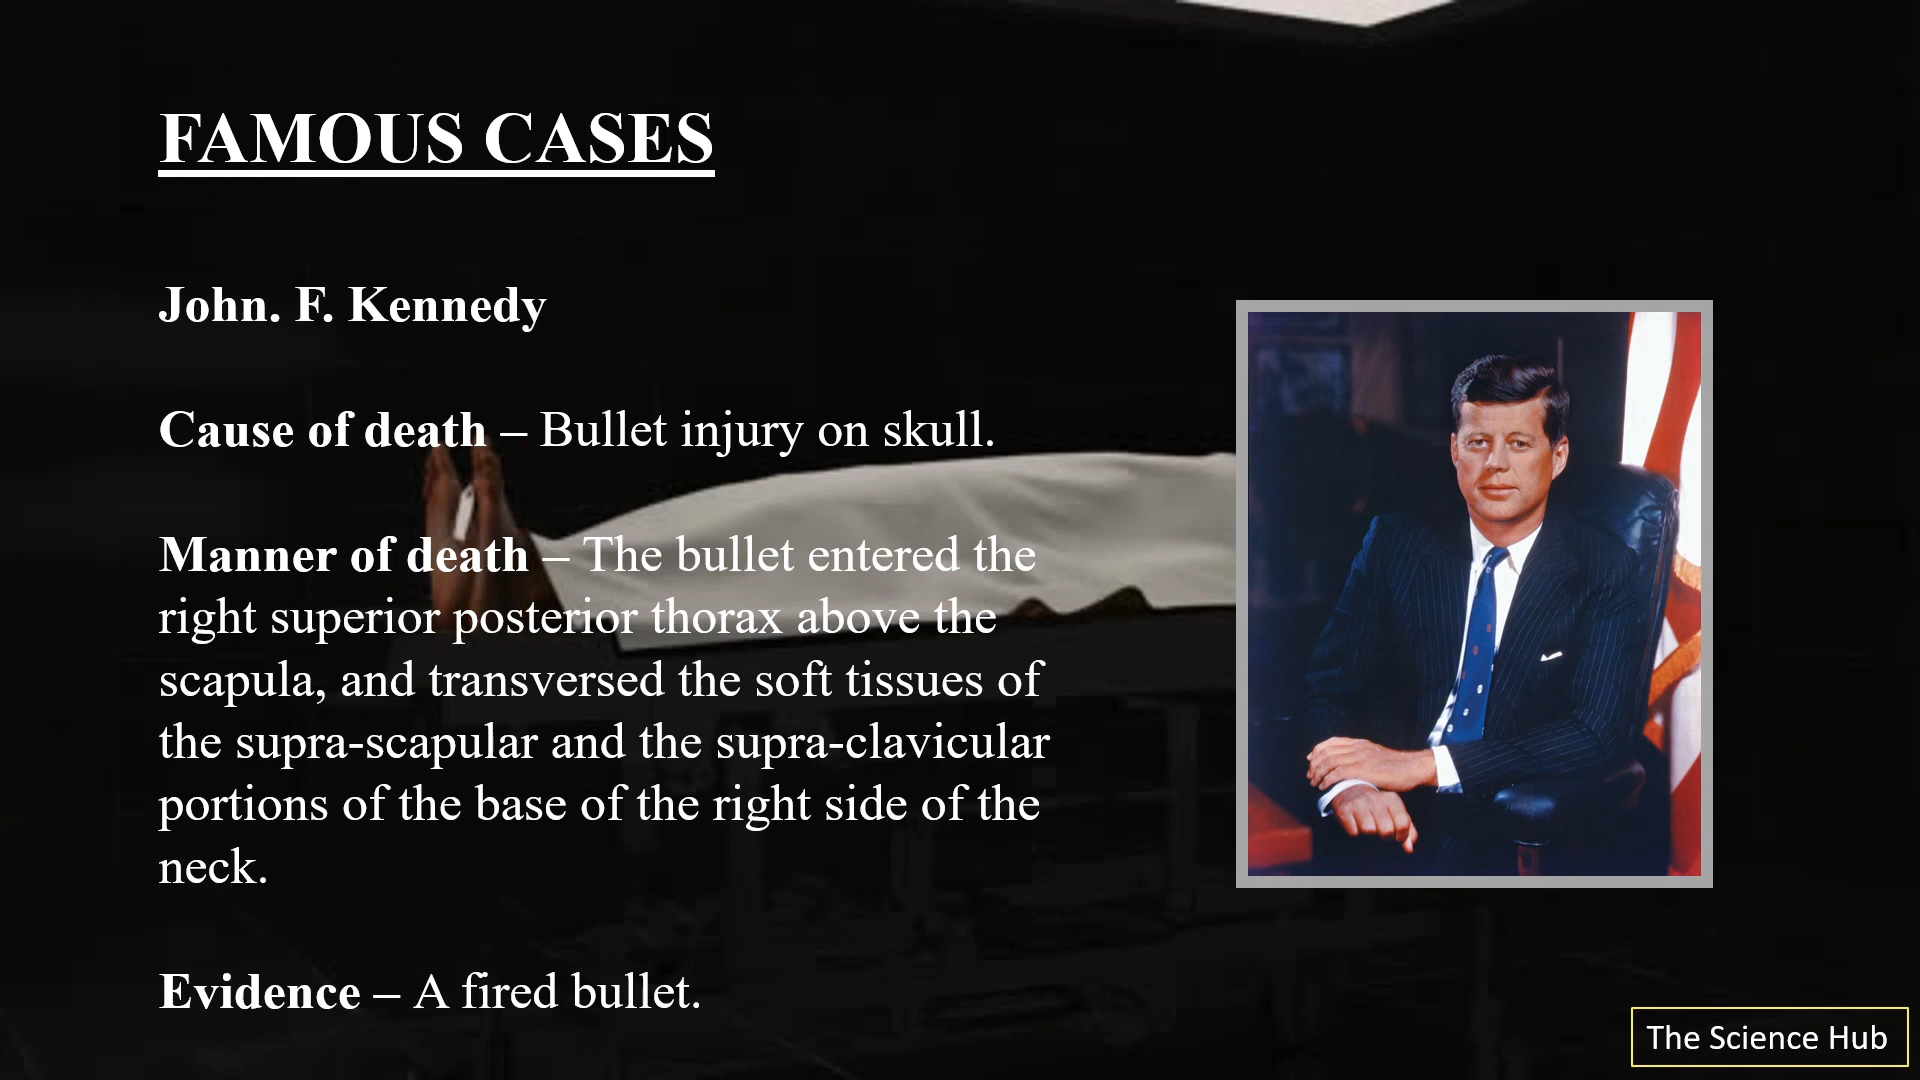 FAMOUS CASES
John. F. Kennedy
Cause of death – Bullet injury on skull.
Manner of death – The bullet entered the
right superior posterior thorax above the
scapula, and transversed the soft tissues of
the supra-scapular and the supra-clavicular
portions of the base of the right side of the
neck.
Evidence – A fired bullet.
The Science Hub